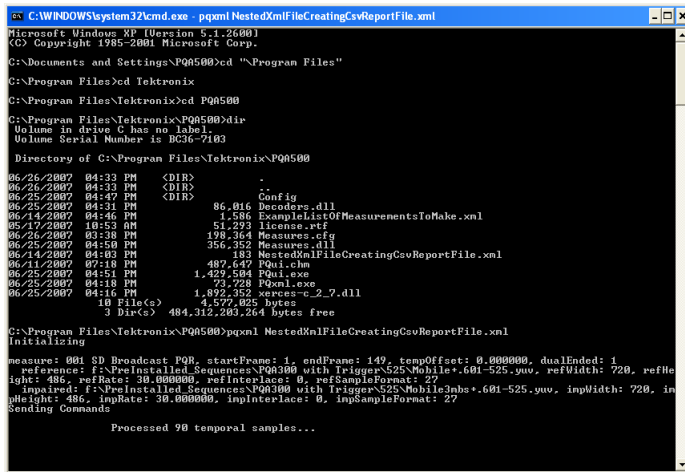 C:\WINDOWS\system32\cmd.exe - pqxml NestedXmlFileCreatingCsvReportFile.xml
Microsoft Windows XP [Version 5.1.2600]
(C) Copyright 1985-2001 Microsoft Corp.
C:\Documents and Settings\PQA500>cd "\Program Files"
C:\Program Files>cd Tektronix
C:\Program Files\Tektronix>cd PQA500
C:\Program Files\Tektronix\PQA500>dir
Volume in drive C has no label.
Volume Serial Number is BC36-7103
Directory of C:\Program Files\Tektronix\PQA500
06/26/2007 04:33 PM <DIR> .
06/26/2007 04:33 PM <DIR> ..
06/25/2007 04:47 PM <DIR> Config
06/25/2007 04:31 PM 86,016 Decoders.dll
06/14/2007 04:46 PM 1,586 ExampleListOfMeasurementsToMake.xml
05/17/2007 10:53 AM 51,293 license.rtf
06/26/2007 03:38 PM 198,364 Measures.cfg
06/25/2007 04:50 PM 356,352 Measures.dll
06/14/2007 04:03 PM 183 NestedXmlFileCreatingCsvReportFile.xml
06/11/2007 07:18 PM 487,647 PQui.chm
06/25/2007 04:51 PM 1,429,504 PQui.exe
06/25/2007 04:18 PM 73,728 PQxml.exe
06/25/2007 04:16 PM 1,892,352 xerces-c_2_7.dll
10 File(s) 4,577,025 bytes
3 Dir(s) 484,312,203,264 bytes free
C:\Program Files\Tektronix\PQA500>pqxml NestedXmlFileCreatingCsvReportFile.xml
Initializing
measure: 001 SD Broadcast PQR, startFrame: 1, endFrame: 149, tempOffset: 0.000000, dualEnded: 1
reference: f:\PreInstalled_Sequences\PQA300 with Trigger\525\Mobile+.601-525.yuv, refWidth: 720, refHe
ight: 486, refRate: 30.000000, refInterlace: 0, refSampleFormat: 27
impaired: f:\PreInstalled_Sequences\PQA300 with Trigger\525\Mobile3mbs+.601-525.yuv, impWidth: 720, im
pHeight: 486, impRate: 30.000000, impInterlace: 0, impSampleFormat: 27
Sending Commands
Processed 90 temporal samples...